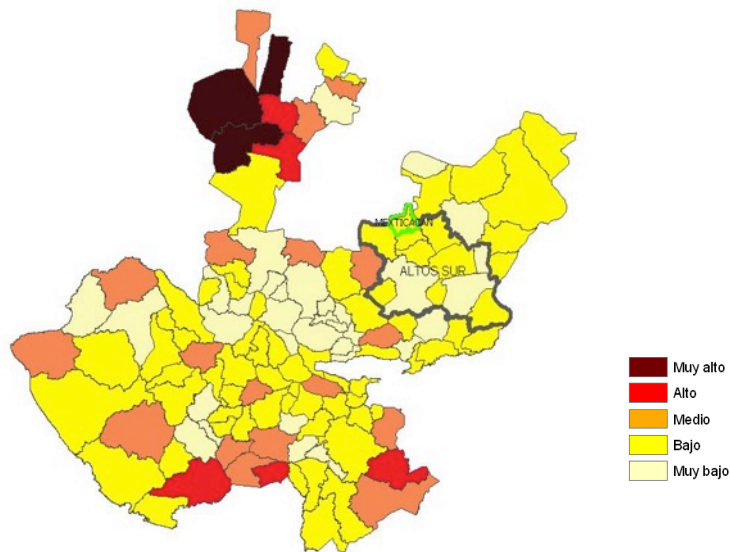 MEXTICACAN
ALTOS SUR
Muy alto
Alto
Medio
Bajo
Muy bajo